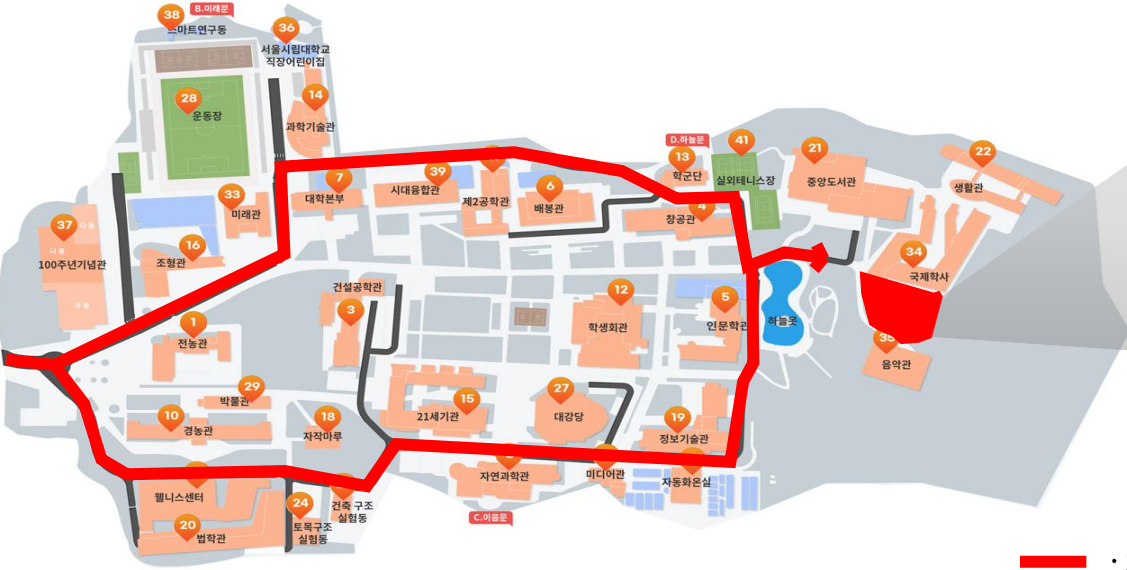 38
B.미래문
스마트연구동
36
서울시립대학교
직장어린이집
28
운동장
14
과학기술관
D.하늘문
41
13
학군단
실외테니스장
21
중앙도서관
22
생활관
33
미래관
7
대학본부
39
시대융합관
제2공학관
6
배봉관
4
창공관
37
다 동
나 동
100주년기념관
가 동
16
조형관
34
국제학사
건설공학관
3
12
학생회관
5
인문학관
하늘못
1
전농관
35
음악관
29
박물관
10
경농관
18
자작마루
15
21세기관
27
대강당
19
정보기술관
자연과학관
미디어관
자동화온실
웰니스센터
20
법학관
24
토목구조
실험동
건축 구조
실험동
C.이음문